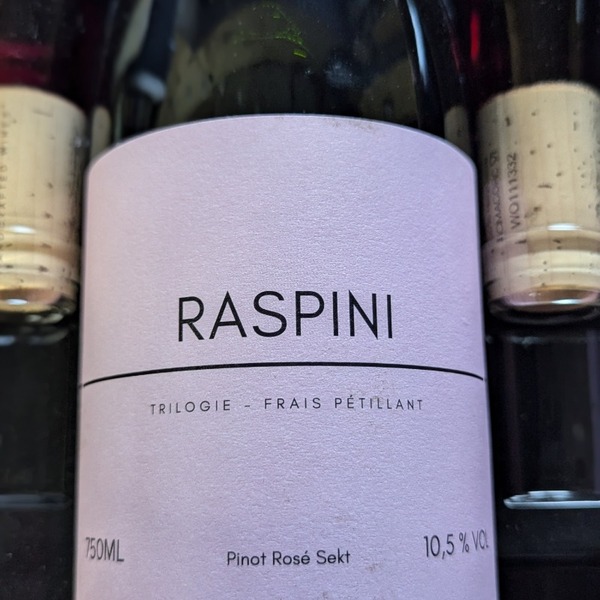 RASPINI
TRILOGIE – FRAIS PÉTILLANT
750ML
Pinot Rosé Sekt
10,5 % VOL
WO111332